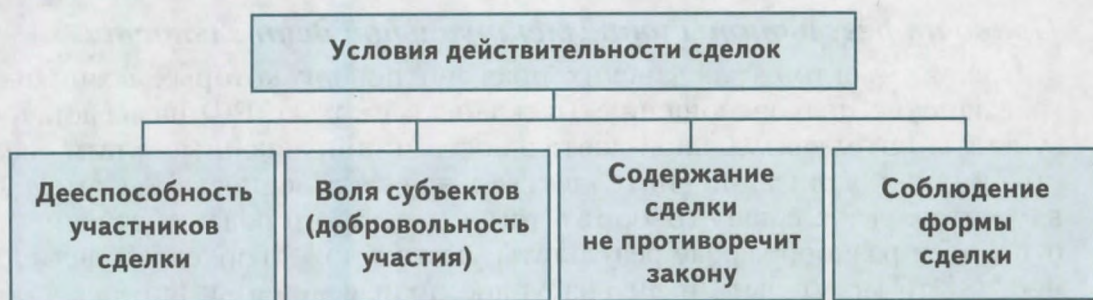 Условия действительности сделок
Дееспособность
участников
сделки
Воля субъектов
(добровольность
участия)
Содержание
сделки
не противоречит
закону
Соблюдение
формы
сделки